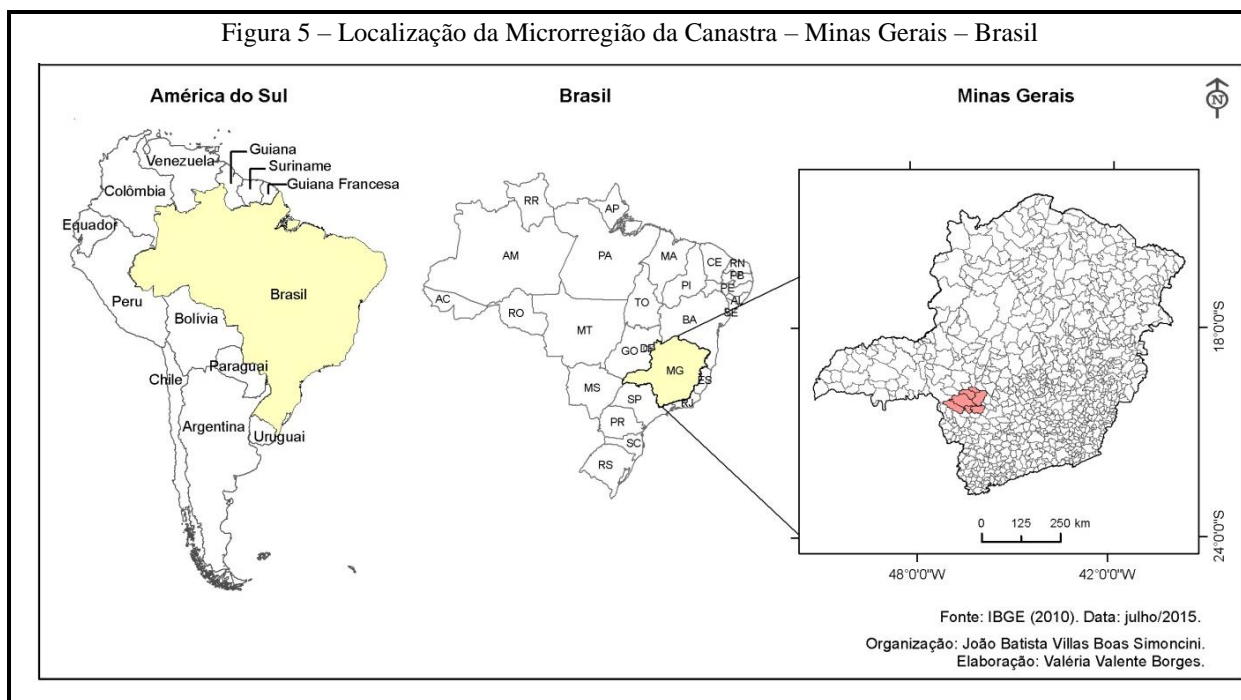 Figura 5 – Localização da Microrregião da Canastra – Minas Gerais – Brasil
América do Sul
Brasil
Minas Gerais
N
Guiana
Venezuela
Suriname
Guiana Francesa
Colômbia
Equador
Peru
Brasil
Bolívia
Paraguai
Chile
Argentina
Uruguai
RR
AP
AM
PA
MA
CE
RN
PB
PE
AL
SE
PI
AC
RO
TO
BA
MT
GO
DF
MG
ES
MS
SP
RJ
PR
SC
RS
18°0'0"S
24°0'0"S
0 125 250 km
48°0'0"W
42°0'0"W
Fonte: IBGE (2010). Data: julho/2015.
Organização: João Batista Villas Boas Simoncini.
Elaboração: Valéria Valente Borges.